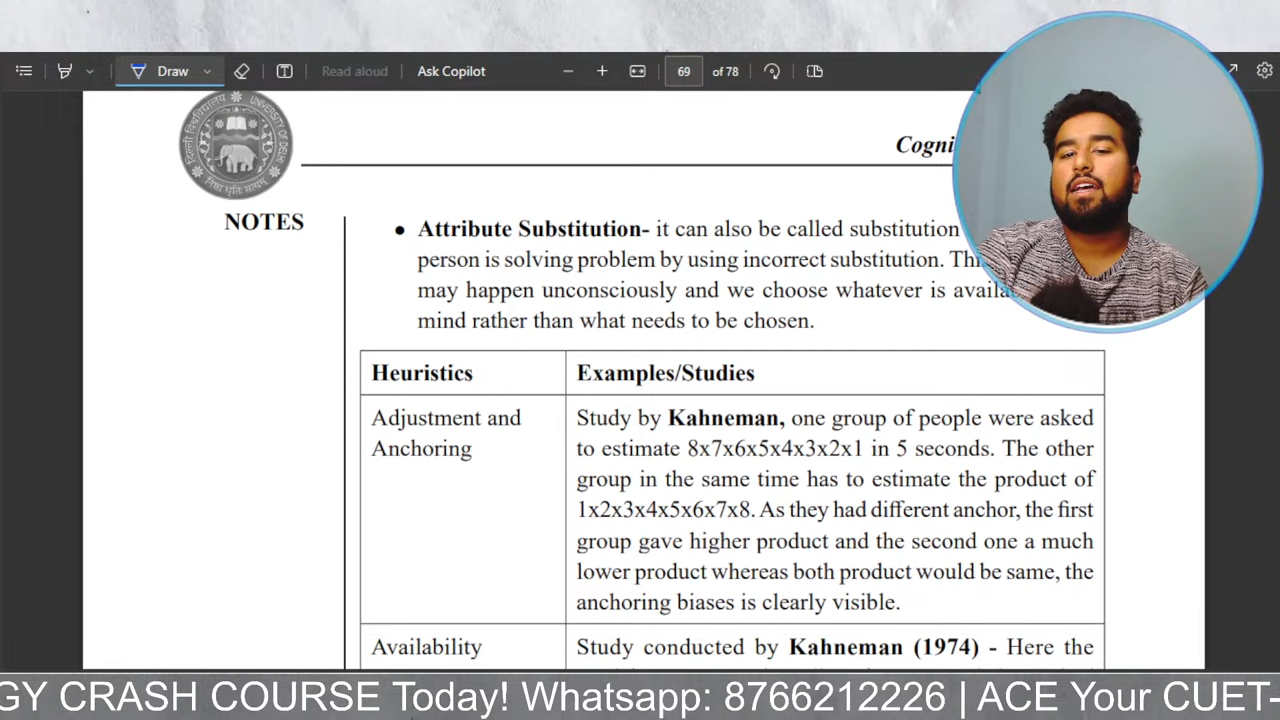 Draw
Read aloud
Ask Copilot
69
of 78
UNIVERSITY OF DELHI
Cogni
NOTES
• Attribute Substitution- it can also be called substitution
person is solving problem by using incorrect substitution.
may happen unconsciously and we choose whatever is
mind rather than what needs to be chosen.
Heuristics
Examples/Studies
Adjustment and
Anchoring
Study by Kahneman, one group of people were asked
to estimate 8x7x6x5x4x3x2x1 in 5 seconds. The other
group in the same time has to estimate the product of
1x2x3x4x5x6x7x8. As they had different anchor, the first
group gave higher product and the second one a much
lower product whereas both product would be same, the
anchoring biases is clearly visible.
Availability
Study conducted by Kahneman (1974) - Here the
GY CRASH COURSE Today! Whatsapp: 8766212226 | ACE Your CUET-